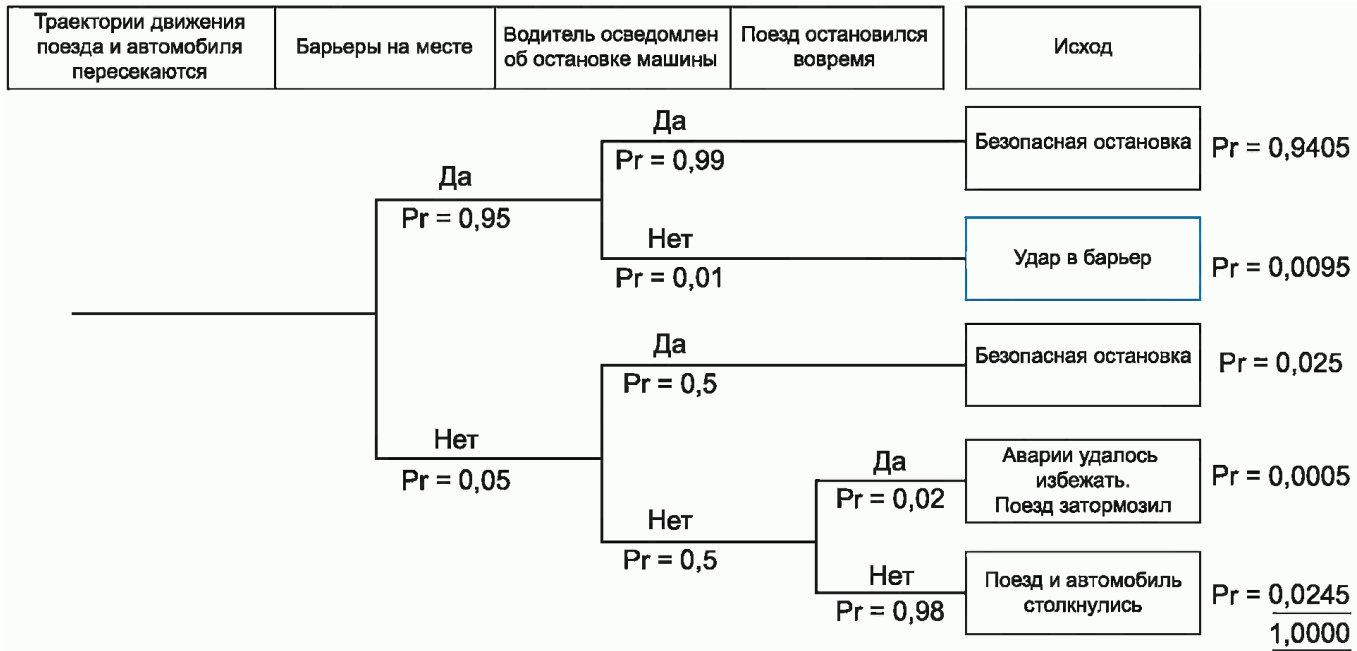 Траектории движения
поезда и автомобиля
пересекаются
Барьеры на месте
Водитель осведомлен
об остановке машины
Поезд остановился
вовремя
Исход
Да
Pr = 0,99
Безопасная остановка
Pr = 0,9405
Да
Pr = 0,95
Нет
Pr = 0,01
Удар в барьер
Pr = 0,0095
Да
Pr = 0,5
Безопасная остановка
Pr = 0,025
Нет
Pr = 0,05
Да
Pr = 0,02
Аварии удалось
избежать.
Поезд затормозил
Pr = 0,0005
Нет
Pr = 0,5
Нет
Pr = 0,98
Поезд и автомобиль
столкнулись
Pr = 0,0245
1,0000